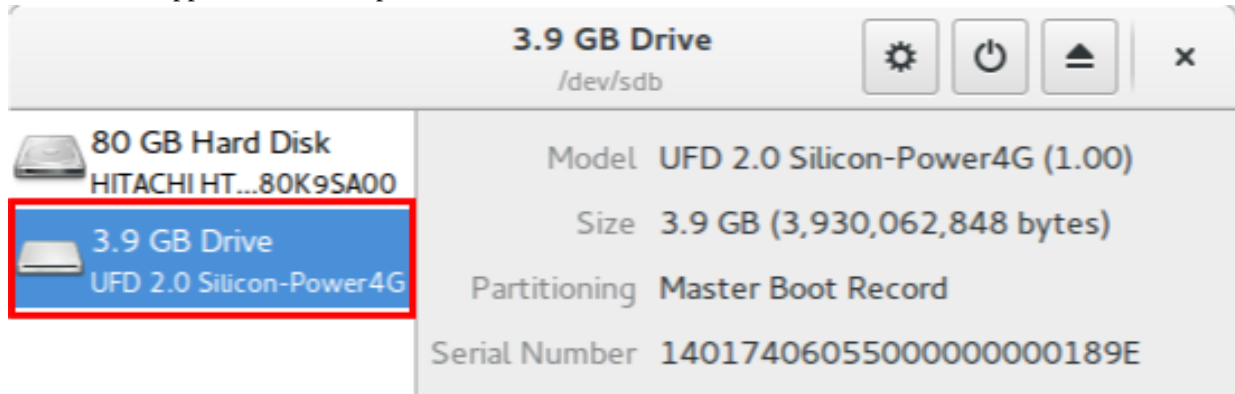 3.9 GB Drive
/dev/sdb
80 GB Hard Disk
HITACHI HT...80K9SA00
3.9 GB Drive
UFD 2.0 Silicon-Power4G
Model UFD 2.0 Silicon-Power4G (1.00)
Size 3.9 GB (3,930,062,848 bytes)
Partitioning Master Boot Record
Serial Number 14017406055000000000189E